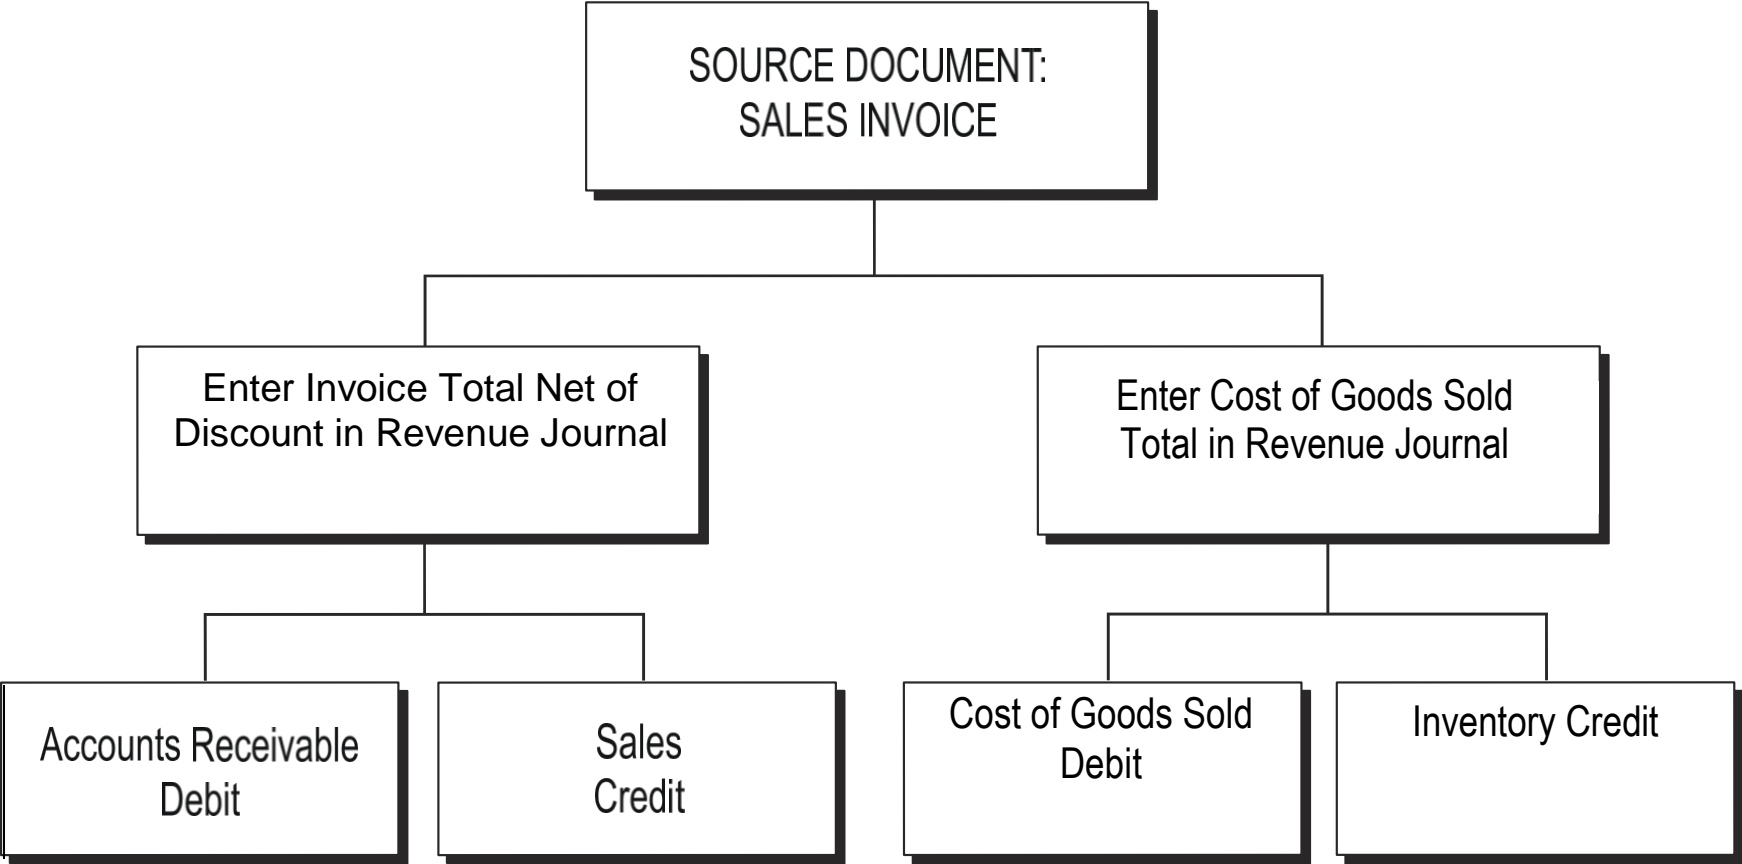 SOURCE DOCUMENT:
SALES INVOICE
Enter Invoice Total Net of
Discount in Revenue Journal
Enter Cost of Goods Sold
Total in Revenue Journal
Accounts Receivable
Debit
Sales
Credit
Cost of Goods Sold
Debit
Inventory Credit